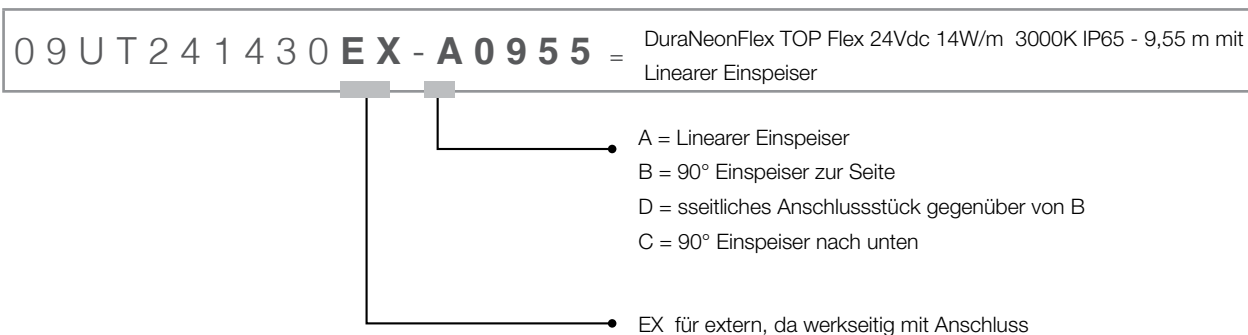 09UT241430EX-A0955 = DuraNeonFlex TOP Flex 24Vdc 14W/m 3000K IP65 - 9,55 m mit
Linearer Einspeiser
A = Linearer Einspeiser
B = 90° Einspeiser zur Seite
D = sseitliches Anschlussstück gegenüber von B
C = 90° Einspeiser nach unten
EX für extern, da werkseitig mit Anschluss